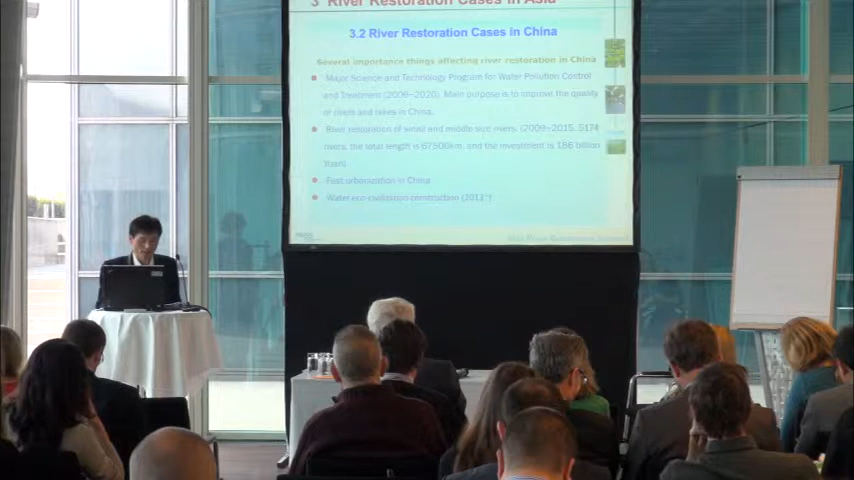 3 River Restoration Cases in Asia
3.2 River Restoration Cases in China
Several importance things affecting river restoration in China
Major Science and Technology Program for Water Pollution Control
and Treatment (2006~2020). Main purpose is to improve the quality
of rivers and lakes in China.
River restoration of small and middle size rivers. (2009~2015, 5174
rivers, the total length is 67500km, and the investment is 186 billion
Yuan).
Fast urbanization in China
Water eco-civilization construction (2013~)